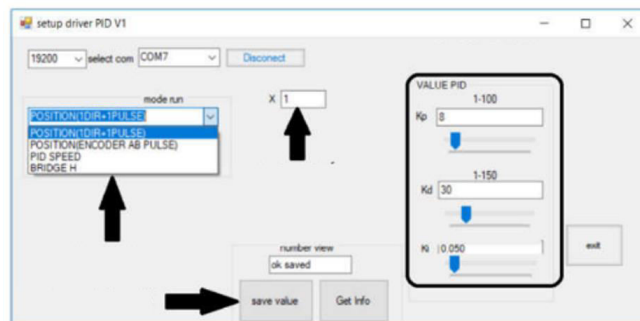 setup driver PID V1
19200 select com COM7 Disconect
mode run
X 1
POSITION(1DIR+1PULSE)
POSITION(1DIR+1PULSE)
POSITION(ENCODER AB PULSE)
PID SPEED
BRIDGE H
VALUE PID
1-100
Kp 8
1-150
Kd 30
Ki 0.050
number view
ok saved
save value Get Info
exit